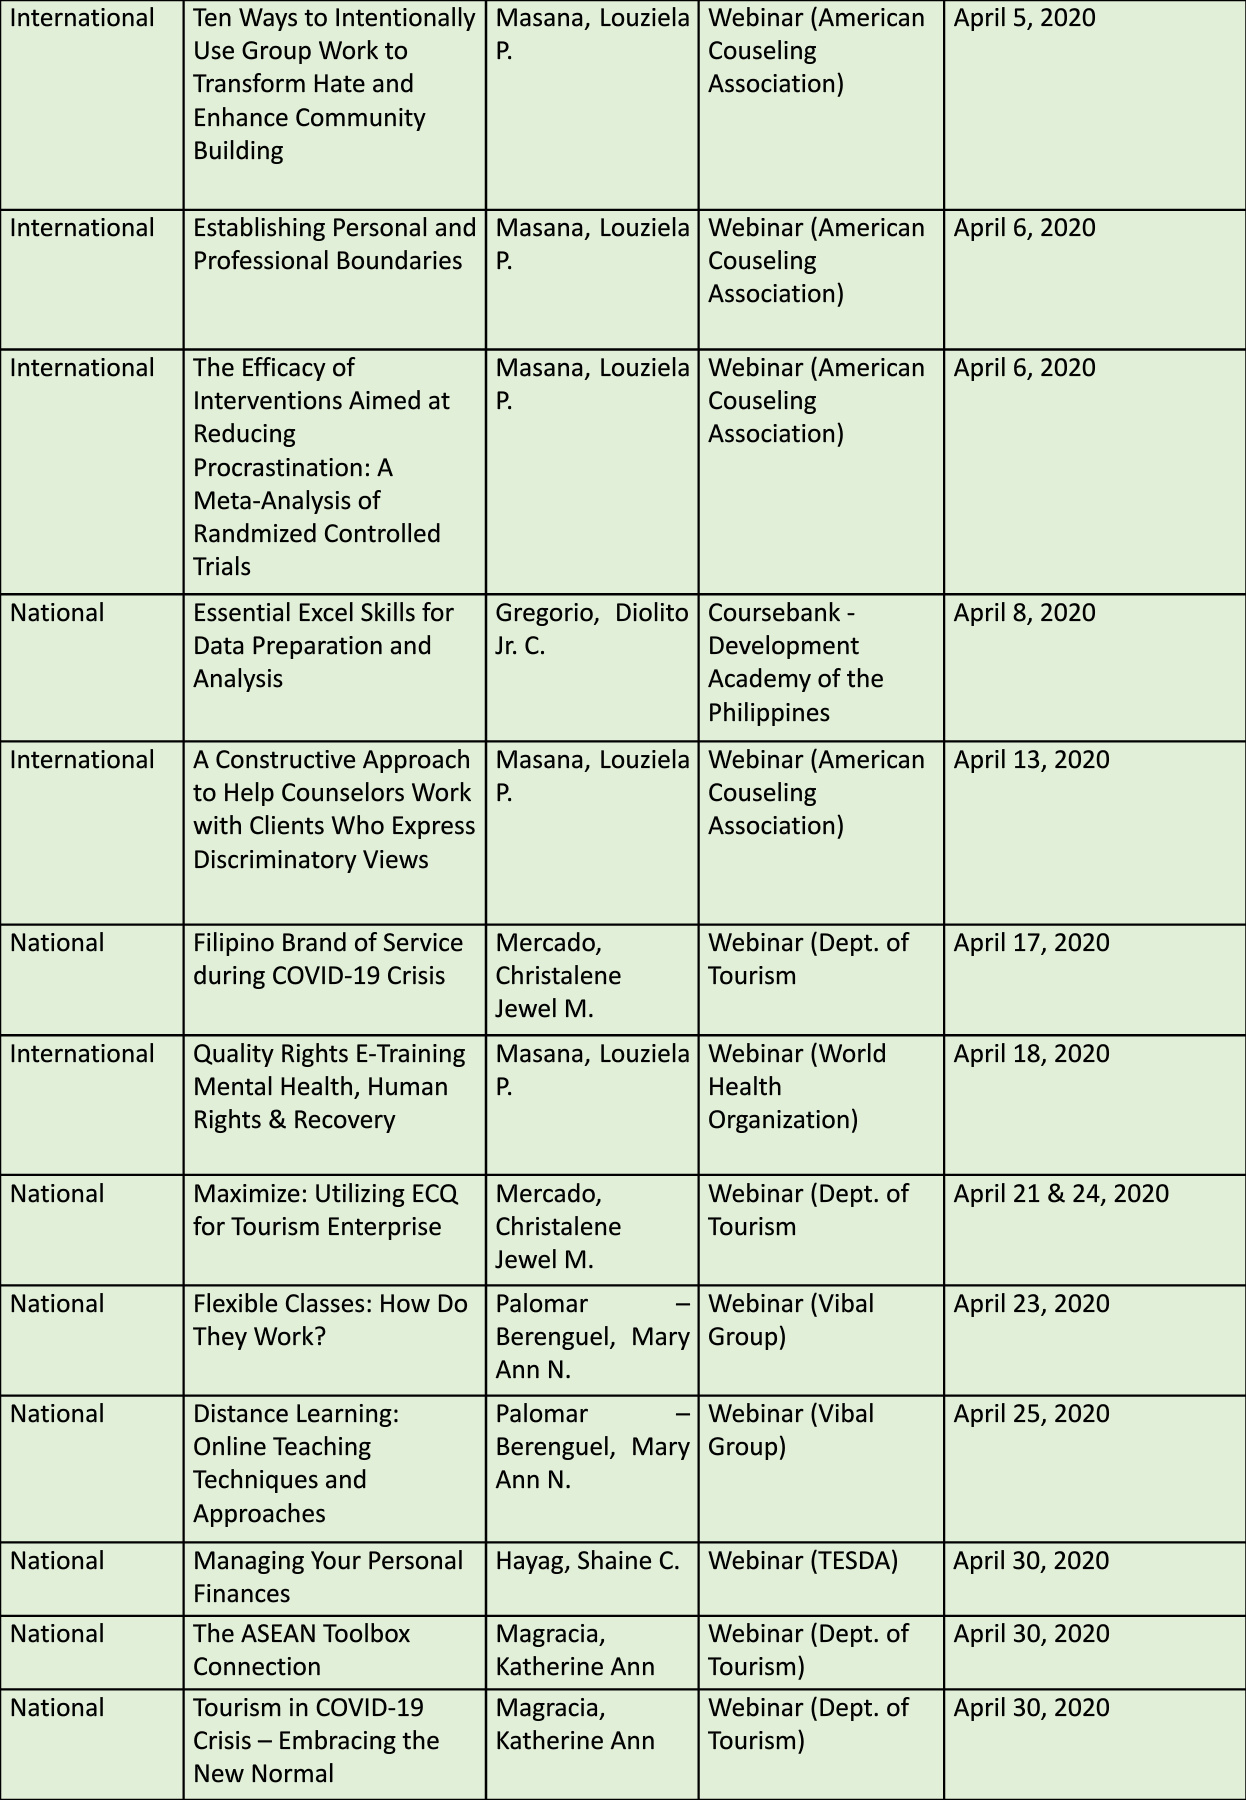 International
Ten Ways to Intentionally
Use Group Work to
Transform Hate and
Enhance Community
Building
Masana, Louziela
P.
Webinar (American
Couseling
Association)
April 5, 2020
International
Establishing Personal and
Professional Boundaries
Masana, Louziela
P.
Webinar (American
Couseling
Association)
April 6, 2020
International
The Efficacy of
Interventions Aimed at
Reducing
Procrastination: A
Meta-Analysis of
Randmized Controlled
Trials
Masana, Louziela
P.
Webinar (American
Couseling
Association)
April 6, 2020
National
Essential Excel Skills for
Data Preparation and
Analysis
Gregorio, Diolito
Jr. C.
Coursebank -
Development
Academy of the
Philippines
April 8, 2020
International
A Constructive Approach
to Help Counselors Work
with Clients Who Express
Discriminatory Views
Masana, Louziela
P.
Webinar (American
Couseling
Association)
April 13, 2020
National
Filipino Brand of Service
during COVID-19 Crisis
Mercado,
Christalene
Jewel M.
Webinar (Dept. of
Tourism
April 17, 2020
International
Quality Rights E-Training
Mental Health, Human
Rights & Recovery
Masana, Louziela
P.
Webinar (World
Health
Organization)
April 18, 2020
National
Maximize: Utilizing ECQ
for Tourism Enterprise
Mercado,
Christalene
Jewel M.
Webinar (Dept. of
Tourism
April 21 & 24, 2020
National
Flexible Classes: How Do
They Work?
Palomar –
Berenguel, Mary
Ann N.
Webinar (Vibal
Group)
April 23, 2020
National
Distance Learning:
Online Teaching
Techniques and
Approaches
Palomar –
Berenguel, Mary
Ann N.
Webinar (Vibal
Group)
April 25, 2020
National
Managing Your Personal
Finances
Hayag, Shaine C.
Webinar (TESDA)
April 30, 2020
National
The ASEAN Toolbox
Connection
Magracia,
Katherine Ann
Webinar (Dept. of
Tourism)
April 30, 2020
National
Tourism in COVID-19
Crisis – Embracing the
New Normal
Magracia,
Katherine Ann
Webinar (Dept. of
Tourism)
April 30, 2020